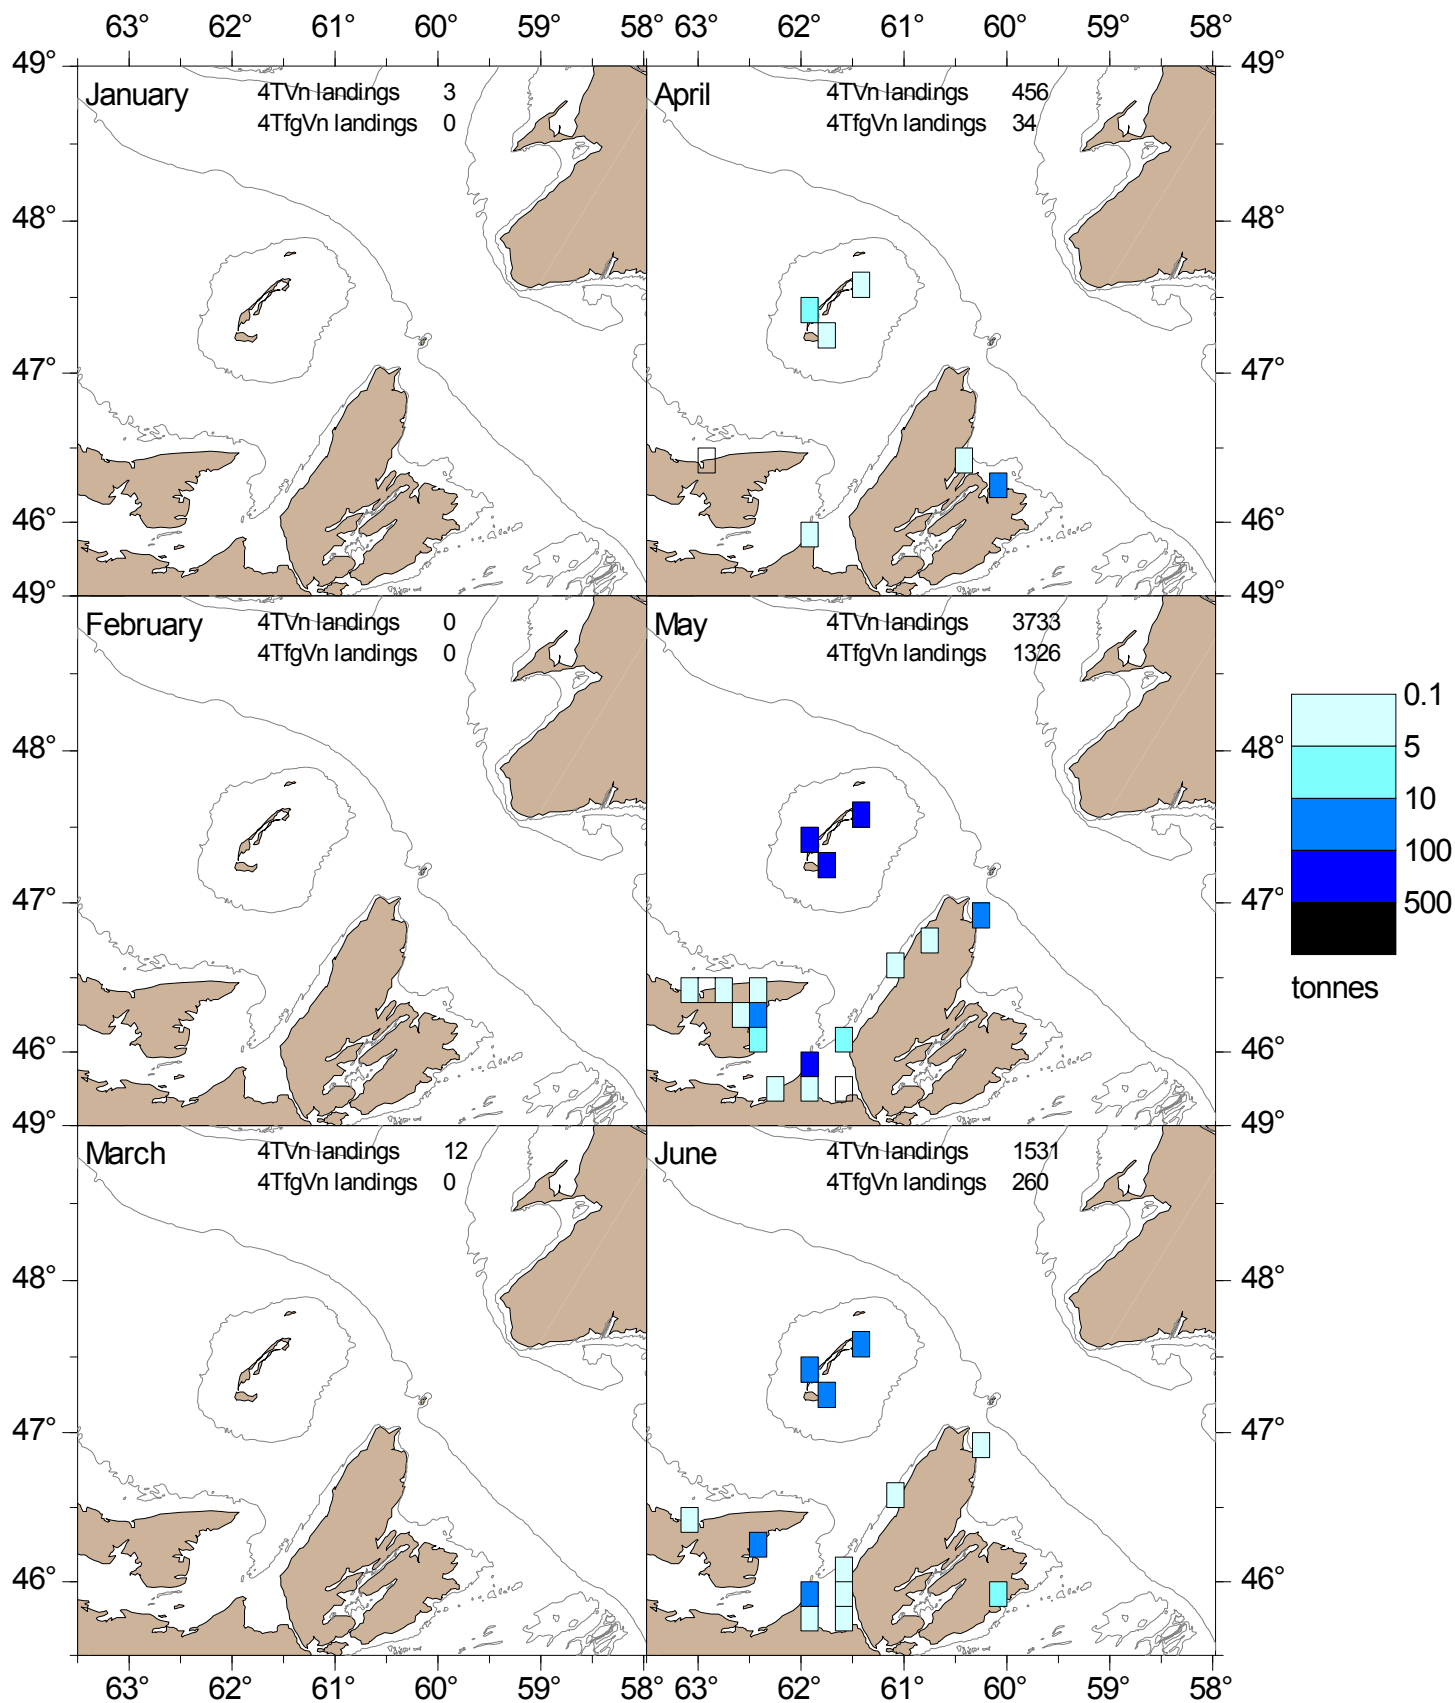 63° 62° 61° 60° 58° 63° 62° 61° 60° 58°
49° 49°
January 4TVn landings 3
4TfgVn landings 0
April 4TVn landings 456
4TfgVn landings 34
48° 48°
47° 47°
46° 46°
49° 49°
February 4TVn landings 0
4TfgVn landings 0
May 4TVn landings 3733
4TfgVn landings 1326
48° 48°
47° 47°
46° 46°
49° 49°
March 4TVn landings 12
4TfgVn landings 0
June 4TVn landings 1531
4TfgVn landings 260
48° 48°
47° 47°
46° 46°
63° 62° 61° 60° 59° 58° 63° 62° 61° 60° 59° 58°
0.1
5
10
100
500
tonnes